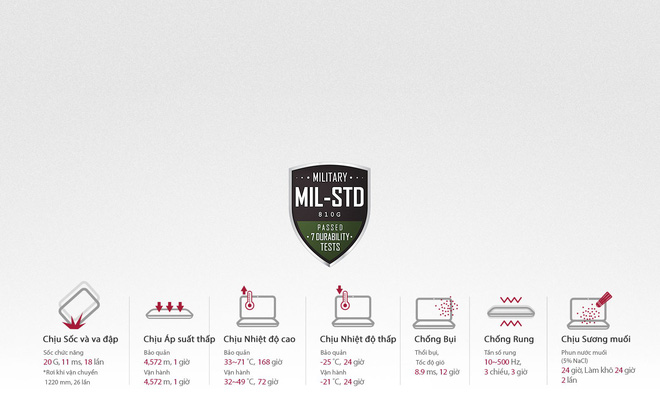 MILITARY
MIL-STD
810G
PASSED
7 DURABILITY
TESTS
Chịu Sốc và va đập
Sốc chức năng
20 G, 11 ms, 18 lần
*Rơi khi vận chuyển
1220 mm, 26 lần
Chịu Áp suất thấp
Bảo quản
4,572 m, 1 giờ
Vận hành
4,572 m, 1 giờ
Chịu Nhiệt độ cao
Bảo quản
33~71 ˚C, 168 giờ
Vận hành
32~49 ˚C, 72 giờ
Chịu Nhiệt độ thấp
Bảo quản
-25 ˚C, 24 giờ
Vận hành
-21 ˚C, 24 giờ
Chống Bụi
Thổi bụi,
Tốc độ gió
8.9 ms, 12 giờ
Chống Rung
Tần số rung
10~500 Hz,
3 chiều, 3 giờ
Chịu Sương muối
Phun nước muối
(5% NaCl)
24 giờ, Làm khô 24 giờ
2 lần